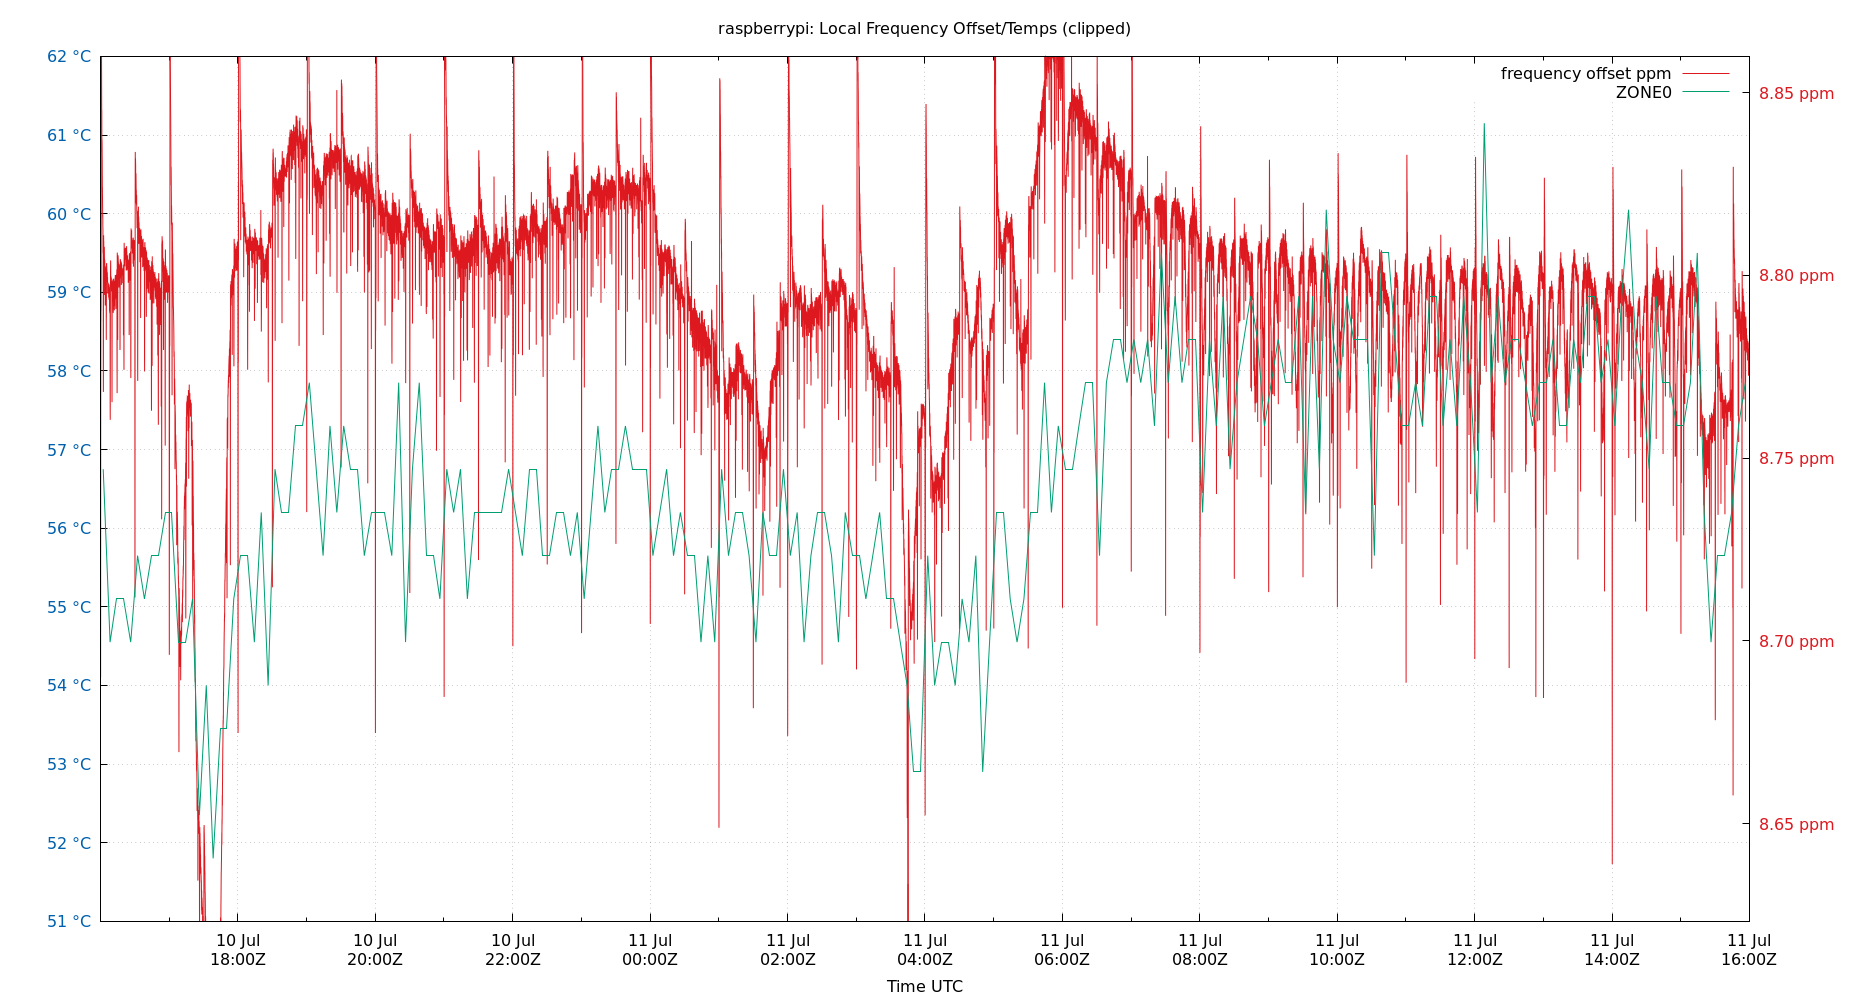 raspberrypi: Local Frequency Offset/Temps (clipped)
frequency offset ppm
ZONE0
62 °C
61 °C
60 °C
59 °C
58 °C
57 °C
56 °C
55 °C
54 °C
53 °C
52 °C
51 °C
8.85 ppm
8.80 ppm
8.75 ppm
8.70 ppm
8.65 ppm
10 Jul 10 Jul 10 Jul 11 Jul 11 Jul 11 Jul 11 Jul 11 Jul 11 Jul 11 Jul 11 Jul 11 Jul
18:00Z 20:00Z 22:00Z 00:00Z 02:00Z 04:00Z 06:00Z 08:00Z 10:00Z 12:00Z 14:00Z 16:00Z
Time UTC